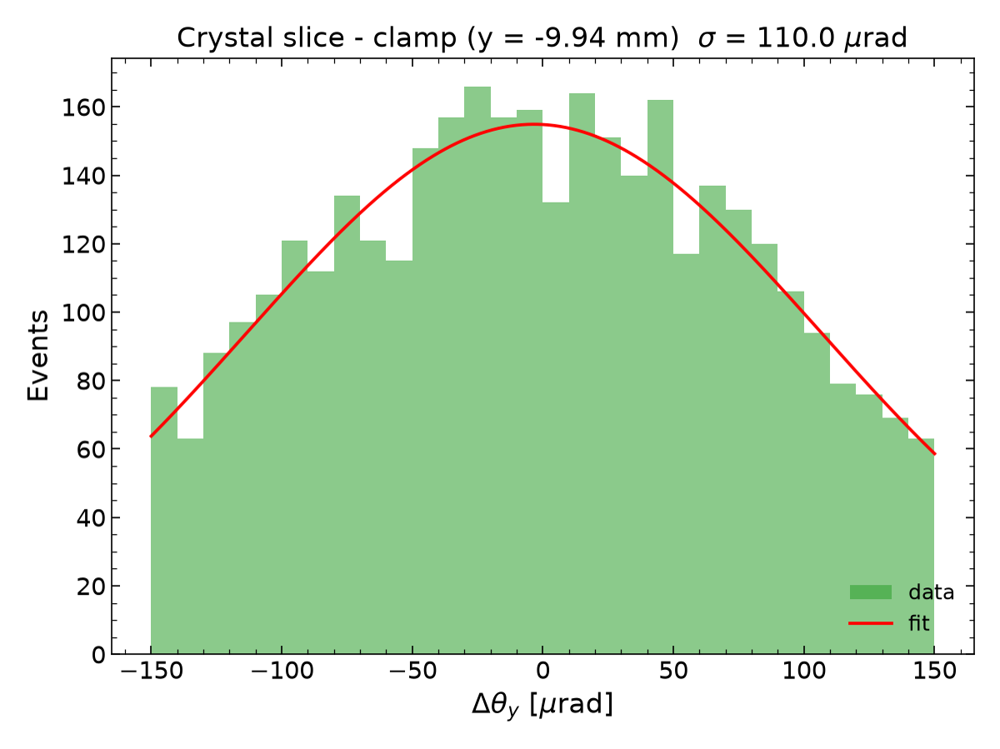 Crystal slice - clamp (y = -9.94 mm)  σ = 110.0 μrad
Events
160
140
120
100
80
60
40
20
0
data
fit
−150 −100 −50 0 50 100 150
Δθy [μrad]